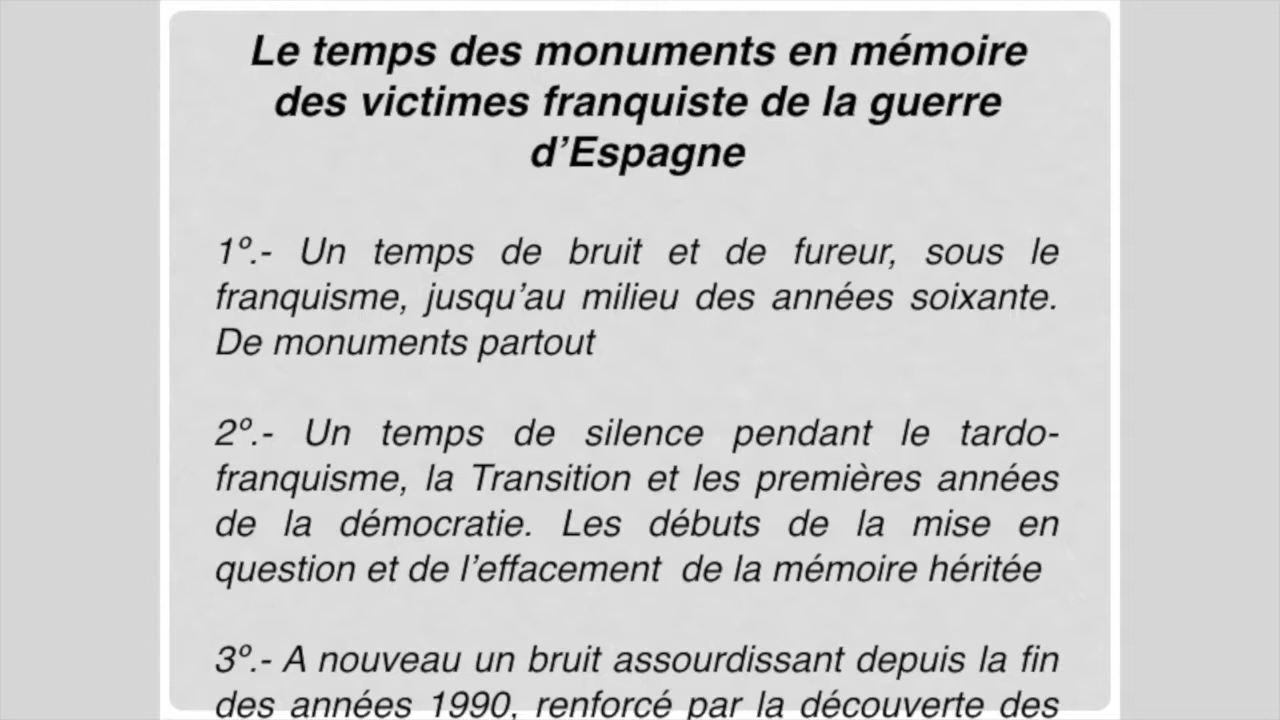 Le temps des monuments en mémoire
des victimes franquiste de la guerre
d’Espagne
1º.- Un temps de bruit et de fureur, sous le
franquisme, jusqu’au milieu des années soixante.
De monuments partout
2º.- Un temps de silence pendant le tardo-
franquisme, la Transition et les premières années
de la démocratie. Les débuts de la mise en
question et de l’effacement de la mémoire héritée
3º.- A nouveau un bruit assourdissant depuis la fin
des années 1990, renforcé par la découverte des